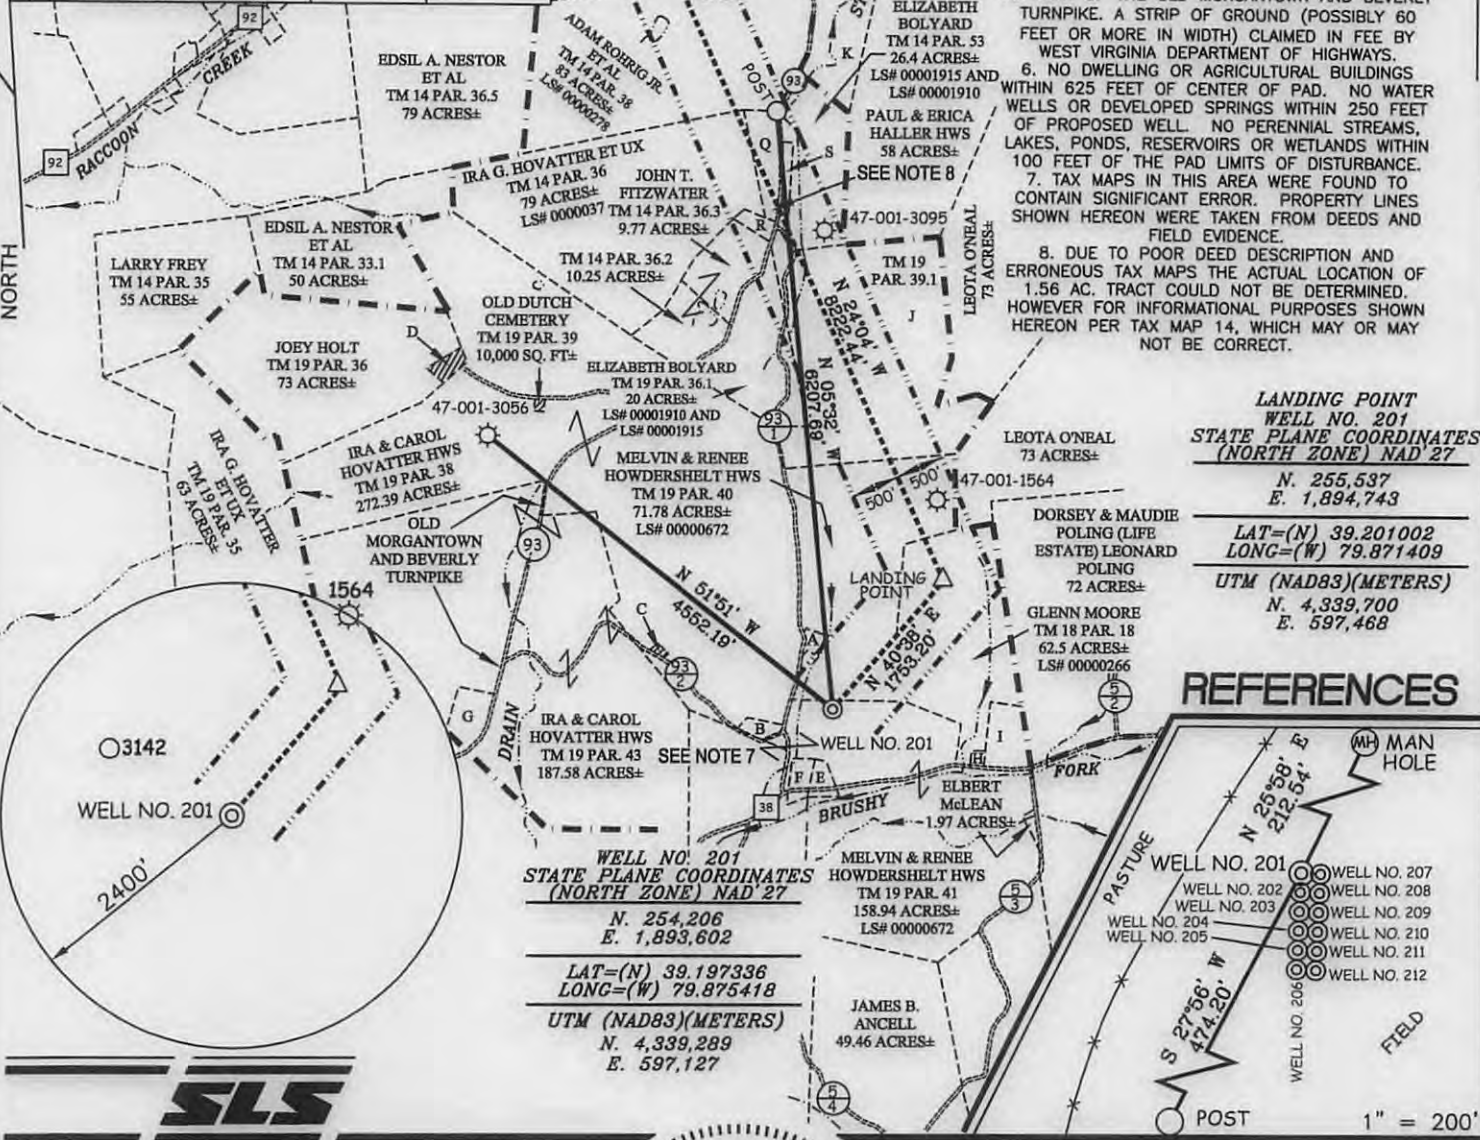 92
RACCOON
CREEK
92
NORTH
EDSIL A. NESTOR
ET AL
TM 14 PAR. 36.5
79 ACRES±
ADAM ROHRIG JR.
ET AL
TM 14 PAR. 38
83 ACRES±
LS# 00000278
POST
93
K
ELIZABETH
BOLYARD
TM 14 PAR. 53
26.4 ACRES±
LS# 00001915 AND
LS# 00001910
PAUL & ERICA
HALLER HWS
58 ACRES±
SEE NOTE 8
Q
S
R
47-001-3095
IRA G. HOVATTER ET UX
TM 14 PAR. 36
79 ACRES±
LS# 0000037
JOHN T.
FITZWATER
TM 14 PAR. 36.3
9.77 ACRES±
TM 14 PAR. 36.2
10.25 ACRES±
TM 19
PAR. 39.1
J
LEOTA O'NEAL
73 ACRES±
TURNPIKE. A STRIP OF GROUND (POSSIBLY 60
FEET OR MORE IN WIDTH) CLAIMED IN FEE BY
WEST VIRGINIA DEPARTMENT OF HIGHWAYS.
6. NO DWELLING OR AGRICULTURAL BUILDINGS
WITHIN 625 FEET OF CENTER OF PAD. NO WATER
WELLS OR DEVELOPED SPRINGS WITHIN 250 FEET
OF PROPOSED WELL. NO PERENNIAL STREAMS,
LAKES, PONDS, RESERVOIRS OR WETLANDS WITHIN
100 FEET OF THE PAD LIMITS OF DISTURBANCE.
7. TAX MAPS IN THIS AREA WERE FOUND TO
CONTAIN SIGNIFICANT ERROR. PROPERTY LINES
SHOWN HEREON WERE TAKEN FROM DEEDS AND
FIELD EVIDENCE.
8. DUE TO POOR DEED DESCRIPTION AND
ERRONEOUS TAX MAPS THE ACTUAL LOCATION OF
1.56 AC. TRACT COULD NOT BE DETERMINED.
HOWEVER FOR INFORMATIONAL PURPOSES SHOWN
HEREON PER TAX MAP 14, WHICH MAY OR MAY
NOT BE CORRECT.
LARRY FREY
TM 14 PAR. 35
55 ACRES±
EDSIL A. NESTOR
ET AL
TM 14 PAR. 33.1
50 ACRES±
JOEY HOLT
TM 19 PAR. 36
73 ACRES±
D
C
OLD DUTCH
CEMETERY
TM 19 PAR. 39
10,000 SQ. FT±
47-001-3056
ELIZABETH BOLYARD
TM 19 PAR. 36.1
20 ACRES±
LS# 00001910 AND
LS# 00001915
N 24°04' W
8222.44'
N 05°32' W
6207.69'
93
1
IRA G. HOVATTER
ET UX
TM 19 PAR. 35
63 ACRES±
IRA & CAROL
HOVATTER HWS
TM 19 PAR. 38
272.39 ACRES±
MELVIN & RENEE
HOWDERSHELT HWS
TM 19 PAR. 40
71.78 ACRES±
LS# 00000672
OLD
MORGANTOWN
AND BEVERLY
TURNPIKE
93
500'
500'
47-001-1564
LEOTA O'NEAL
73 ACRES±
DORSEY & MAUDIE
POLING (LIFE
ESTATE) LEONARD
POLING
72 ACRES±
GLENN MOORE
TM 18 PAR. 18
62.5 ACRES±
LS# 00000266
LANDING POINT
WELL NO. 201
STATE PLANE COORDINATES
(NORTH ZONE) NAD'27
N. 255,537
E. 1,894,743
LAT=(N) 39.201002
LONG=(W) 79.871409
UTM (NAD83)(METERS)
N. 4,339,700
E. 597,468
LANDING
POINT
N 51°51' W
4552.19'
N 40°38' E
1753.20'
C
93
2
A
B
G
DRAIN
IRA & CAROL
HOVATTER HWS
TM 19 PAR. 43
187.58 ACRES±
SEE NOTE 7
WELL NO. 201
F
E
38
BRUSHY
FORK
H
I
5
2
ELBERT
McLEAN
1.97 ACRES±
MELVIN & RENEE
HOWDERSHELT HWS
TM 19 PAR. 41
158.94 ACRES±
LS# 00000672
5
3
JAMES B.
ANCELL
49.46 ACRES±
5
4
1564
3142
WELL NO. 201
2400'
WELL NO. 201
STATE PLANE COORDINATES
(NORTH ZONE) NAD'27
N. 254,206
E. 1,893,602
LAT=(N) 39.197336
LONG=(W) 79.875418
UTM (NAD83)(METERS)
N. 4,339,289
E. 597,127
SLS
REFERENCES
MH
MAN
HOLE
N 25°58' E
212.54'
PASTURE
WELL NO. 201
WELL NO. 202
WELL NO. 203
WELL NO. 204
WELL NO. 205
WELL NO. 206
WELL NO. 207
WELL NO. 208
WELL NO. 209
WELL NO. 210
WELL NO. 211
WELL NO. 212
S 27°56' W
474.20'
FIELD
POST
1" = 200'